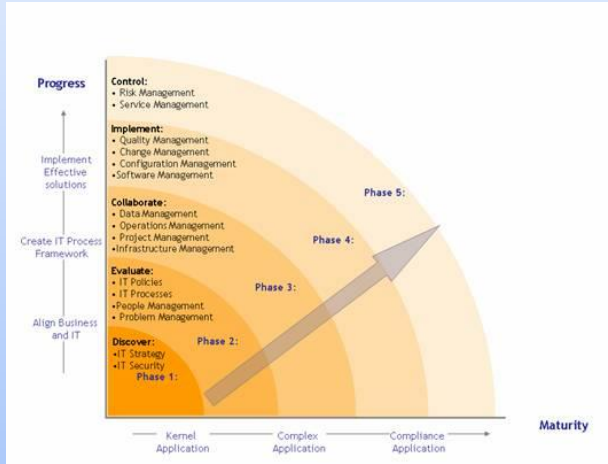 Progress
Control:
• Risk Management
• Service Management
Implement:
• Quality Management
• Change Management
• Configuration Management
•Software Management
Implement
Effective
solutions
Phase 5:
Collaborate:
• Data Management
• Operations Management
• Project Management
•Infrastructure Management
Create IT Process
Framework
Phase 4:
Evaluate:
• IT Policies
• IT Processes
•People Management
• Problem Management
Phase 3:
Align Business
and IT
Discover:
•IT Strategy
•IT Security
Phase 1:
Phase 2:
Maturity
Kernel
Application
Complex
Application
Compliance
Application